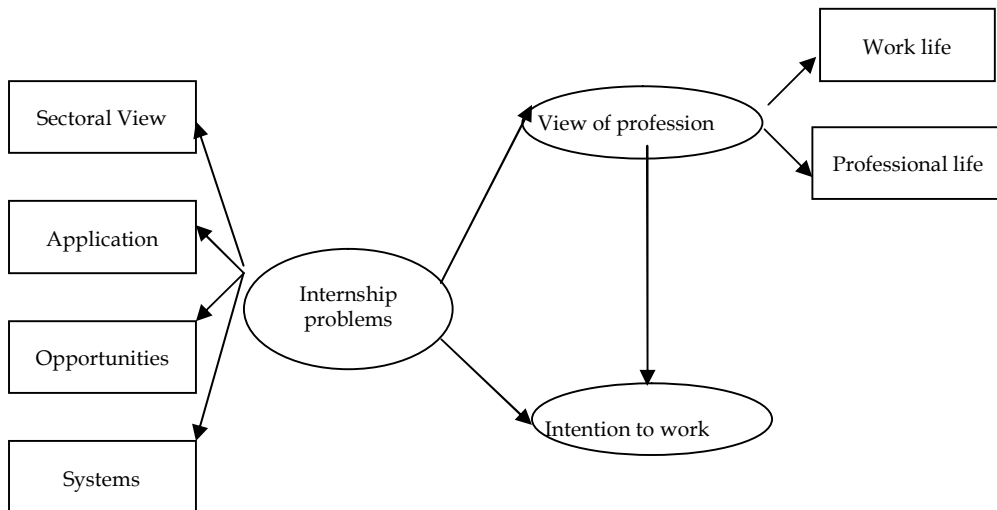 Work life
Sectoral View
View of profession
Professional life
Application
Internship
problems
Opportunities
Intention to work
Systems